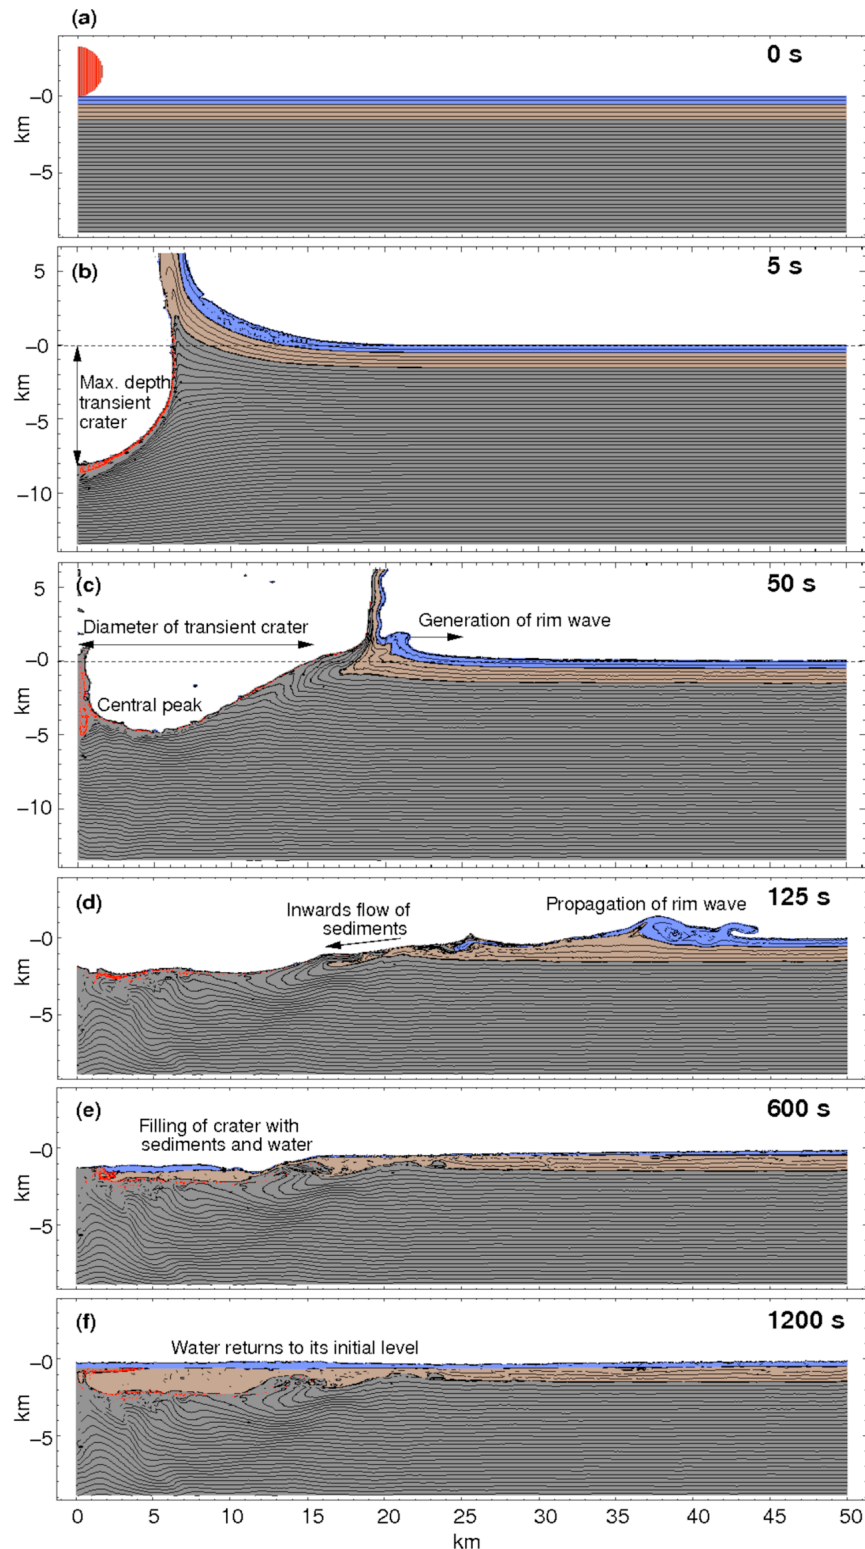 (a)
0 s
−0
km
−5
(b)
5 s
5
−0
km
Max. depth
transient
crater
−5
−10
(c)
50 s
5
Diameter of transient crater
Generation of rim wave
−0
km
Central peak
−5
−10
(d)
125 s
Inwards flow of
sediments
Propagation of rim wave
−0
km
−5
(e)
600 s
Filling of crater with
sediments and water
−0
km
−5
(f)
1200 s
Water returns to its initial level
−0
km
−5
0 5 10 15 20 25 30 35 40 45 50
km